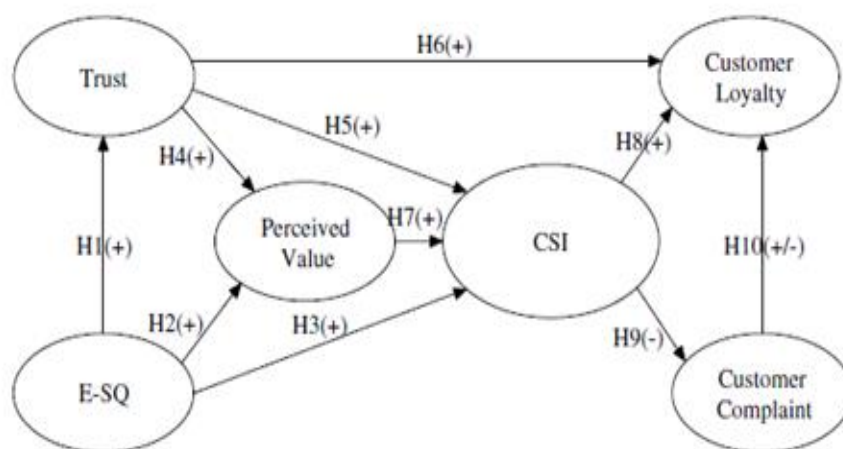 H6(+)
Trust
Customer
Loyalty
H5(+)
H4(+)
H8(+)
H7(+)
Perceived
Value
CSI
H1(+)
H10(+/-)
H2(+)
H3(+)
H9(-)
E-SQ
Customer
Complaint